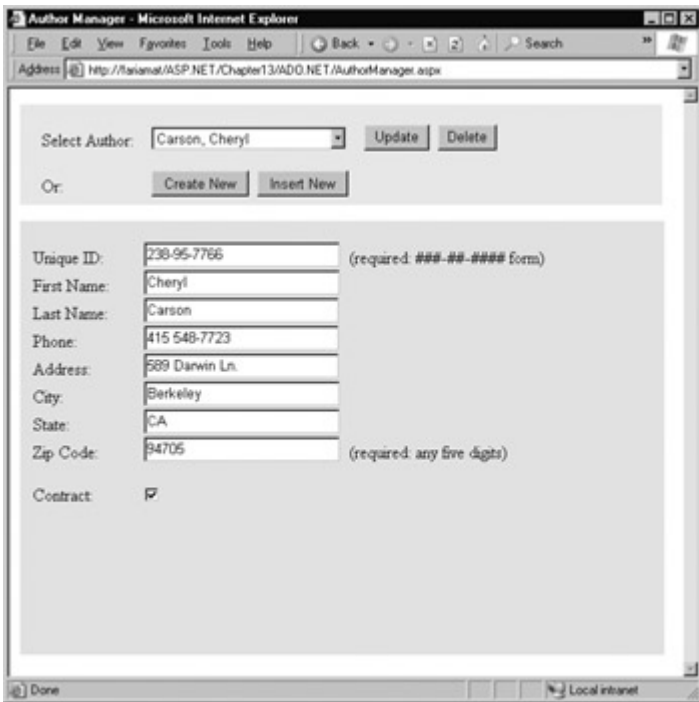 Author Manager - Microsoft Internet Explorer
File Edit View Favorites Tools Help Back Search
Address http://fariamat/ASP.NET/Chapter13/ADO.NET/AuthorManager.aspx
Select Author: Carson, Cheryl Update Delete
Or: Create New Insert New
Unique ID: 238-95-7766 (required: ###-##-#### form)
First Name: Cheryl
Last Name: Carson
Phone: 415 548-7723
Address: 589 Darwin Ln.
City: Berkeley
State: CA
Zip Code: 94705 (required: any five digits)
Contract:
Done Local intranet